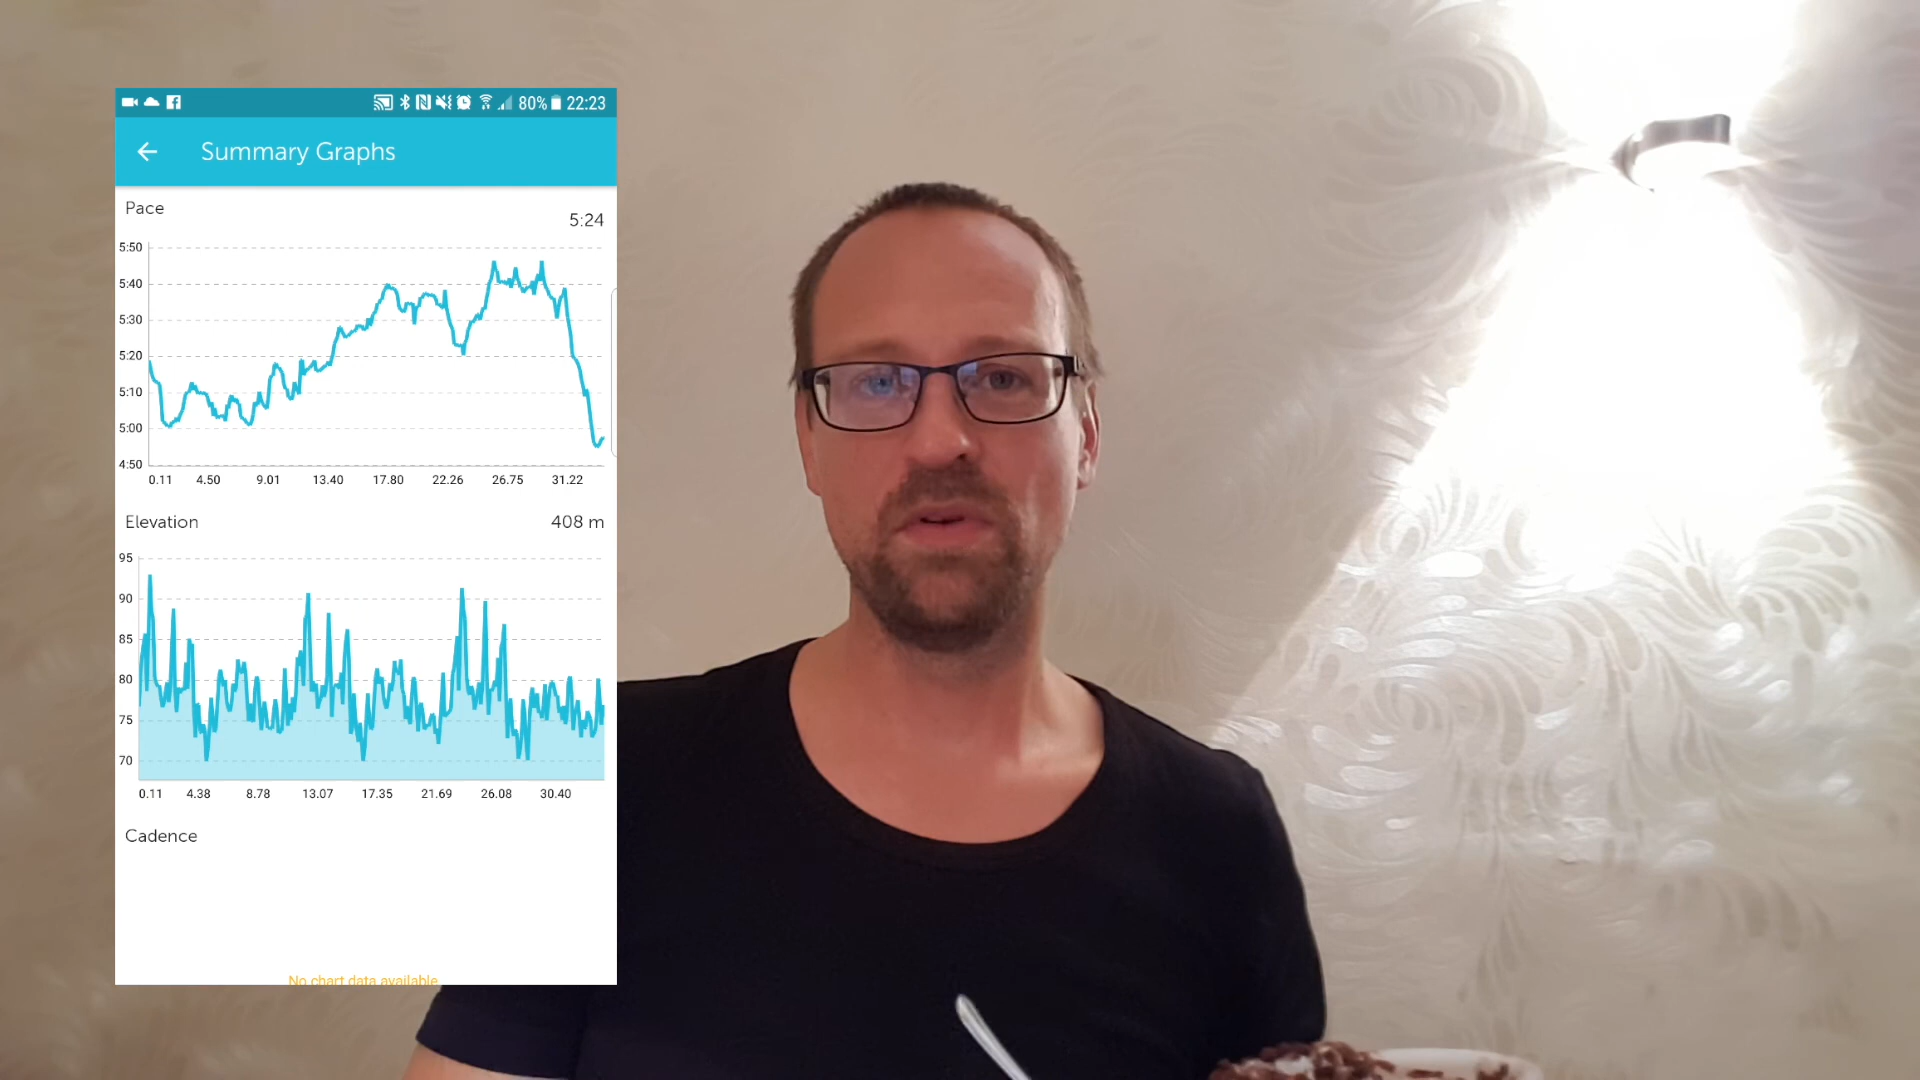 80% 22:23
Summary Graphs
Pace
5:24
5:50
5:40
5:30
5:20
5:10
5:00
4:50
0.11 4.50 9.01 13.40 17.80 22.26 26.75 31.22
Elevation 408 m
95
90
85
80
75
70
0.11 4.38 8.78 13.07 17.35 21.69 26.08 30.40
Cadence
No chart data available